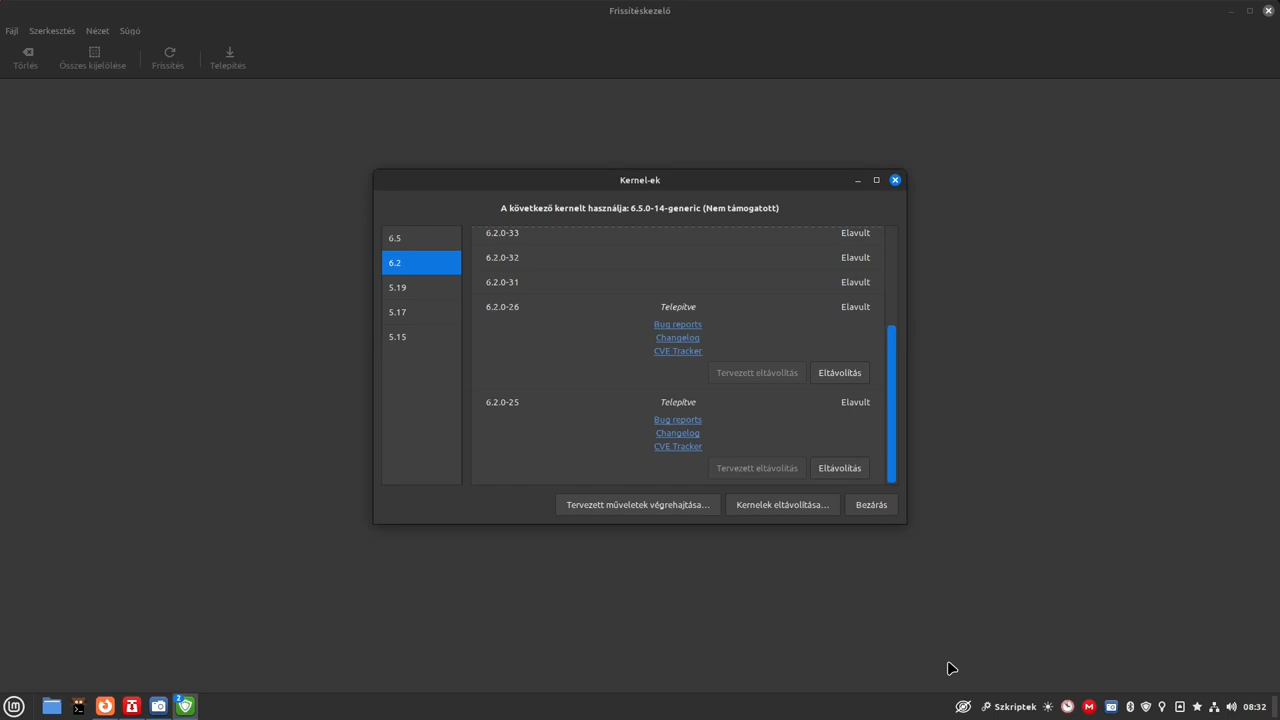 Frissítéskezelő
Fájl Szerkesztés Nézet Súgó
Törlés Összes kijelölése Frissítés Telepítés
Kernel-ek
A következő kernelt használja: 6.5.0-14-generic (Nem támogatott)
6.5
6.2
5.19
5.17
5.15
6.2.0-33 Elavult
6.2.0-32 Elavult
6.2.0-31 Elavult
6.2.0-26 Telepítve Elavult
Bug reports
Changelog
CVE Tracker
Tervezett eltávolítás Eltávolítás
6.2.0-25 Telepítve Elavult
Bug reports
Changelog
CVE Tracker
Tervezett eltávolítás Eltávolítás
Tervezett műveletek végrehajtása... Kernelek eltávolítása... Bezárás
2 Szkriptek 08:32